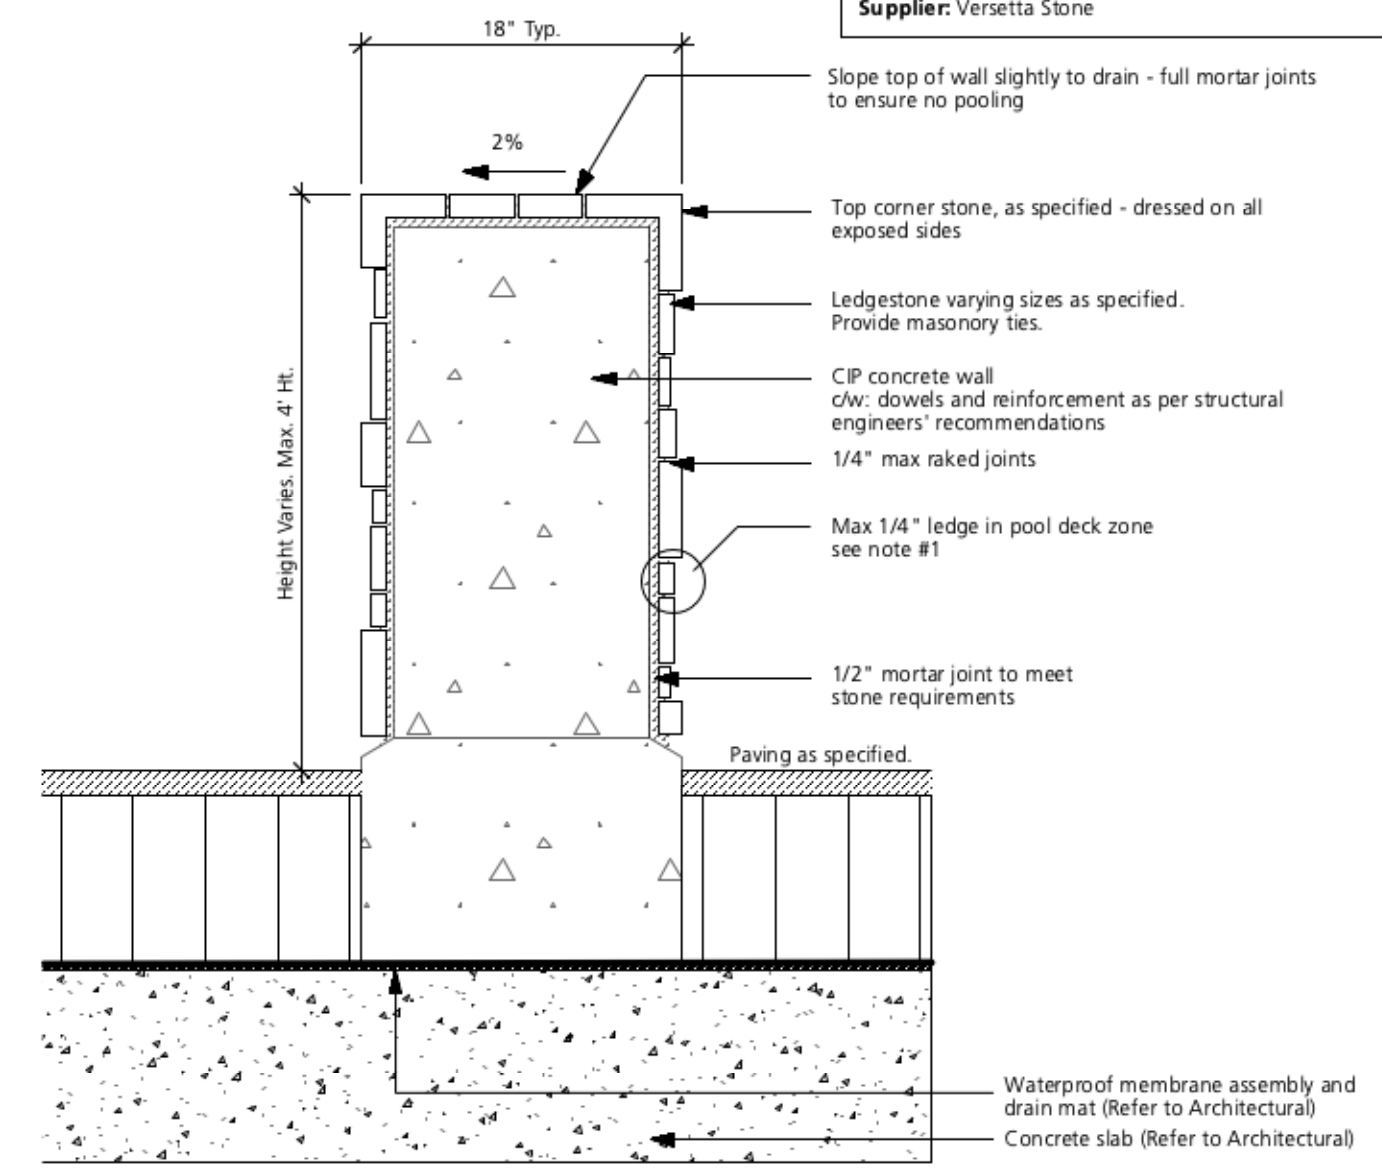 Supplier: Versetta Stone
18" Typ.
Slope top of wall slightly to drain - full mortar joints
to ensure no pooling
2%
Top corner stone, as specified - dressed on all
exposed sides
Ledgestone varying sizes as specified.
Provide masonory ties.
Height Varies. Max. 4' Ht.
CIP concrete wall
c/w: dowels and reinforcement as per structural
engineers' recommendations
1/4" max raked joints
Max 1/4" ledge in pool deck zone
see note #1
1/2" mortar joint to meet
stone requirements
Paving as specified.
Waterproof membrane assembly and
drain mat (Refer to Architectural)
Concrete slab (Refer to Architectural)